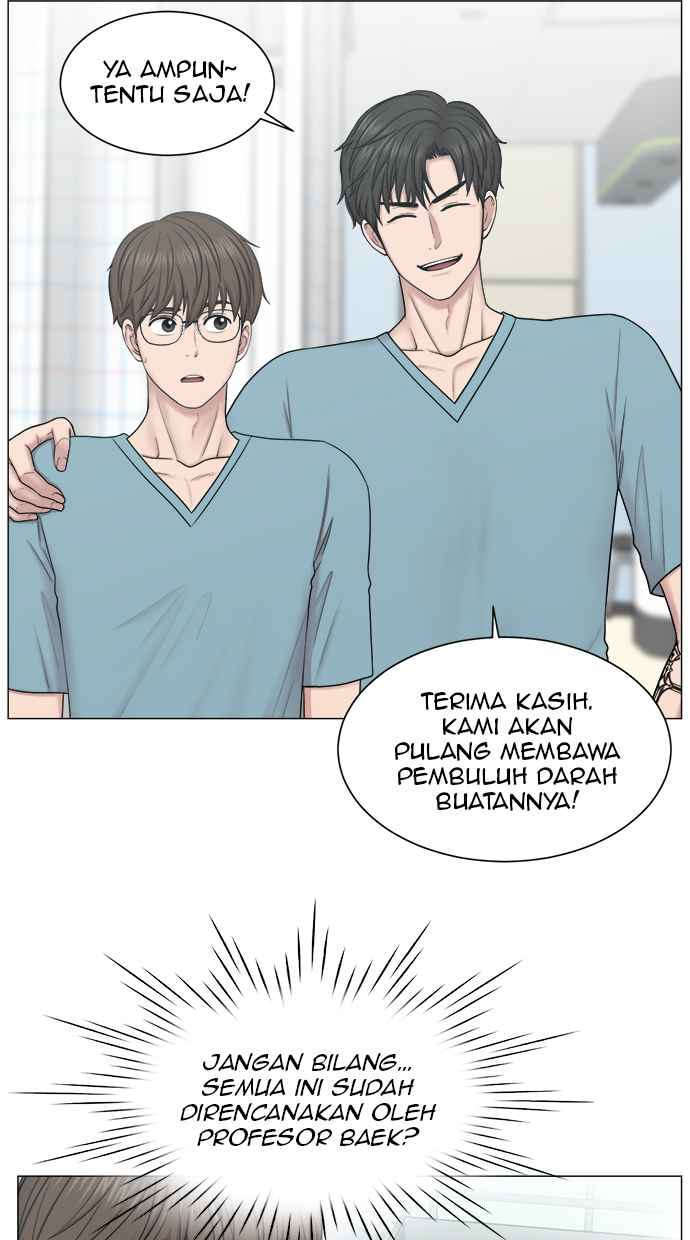 YA AMPUN~
TENTU SAJA!
TERIMA KASIH.
KAMI AKAN
PULANG MEMBAWA
PEMBULUH DARAH
BUATANNYA!
JANGAN BILANG...
SEMUA INI SUDAH
DIRENCANAKAN OLEH
PROFESOR BAEK?